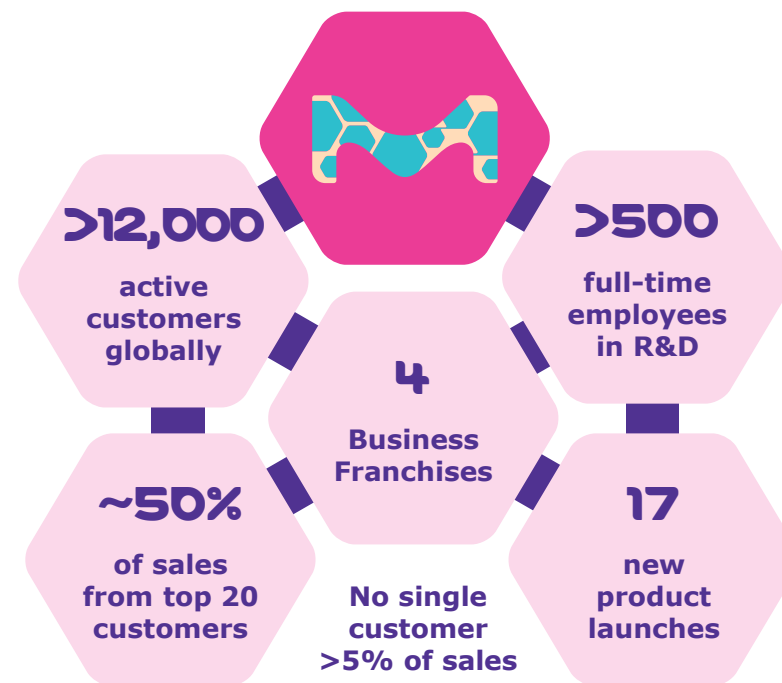 >12,000
active
customers
globally
>500
full-time
employees
in R&D
4
Business
Franchises
~50%
of sales
from top 20
customers
No single
customer
>5% of sales
17
new
product
launches